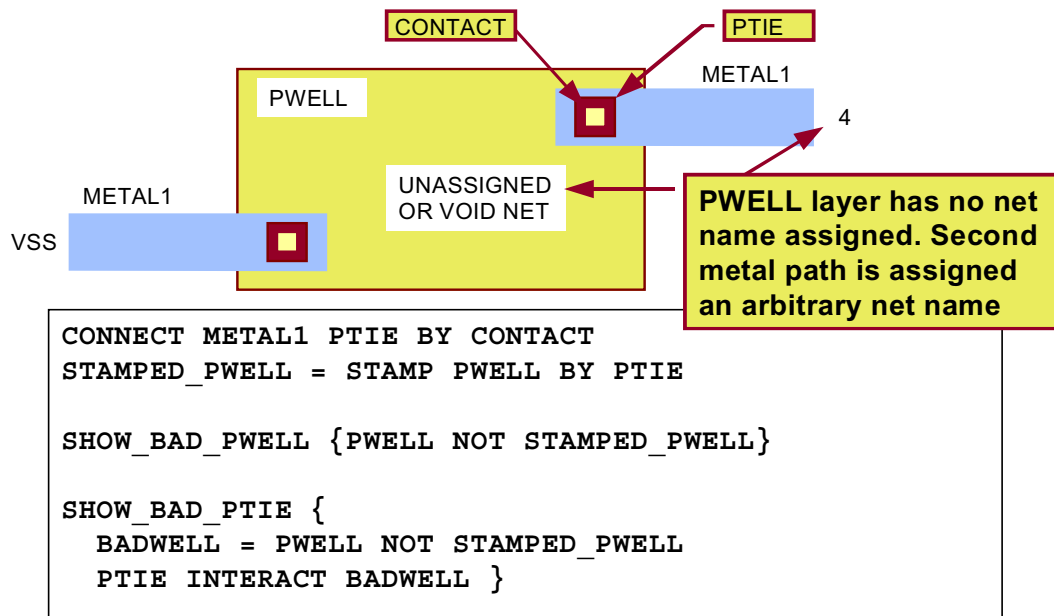 CONTACT
PTIE
METAL1
PWELL
4
UNASSIGNED
OR VOID NET
METAL1
VSS
PWELL layer has no net
name assigned. Second
metal path is assigned
an arbitrary net name
CONNECT METAL1 PTIE BY CONTACT
STAMPED_PWELL = STAMP PWELL BY PTIE
SHOW_BAD_PWELL {PWELL NOT STAMPED_PWELL}
SHOW_BAD_PTIE {
BADWELL = PWELL NOT STAMPED_PWELL
PTIE INTERACT BADWELL }